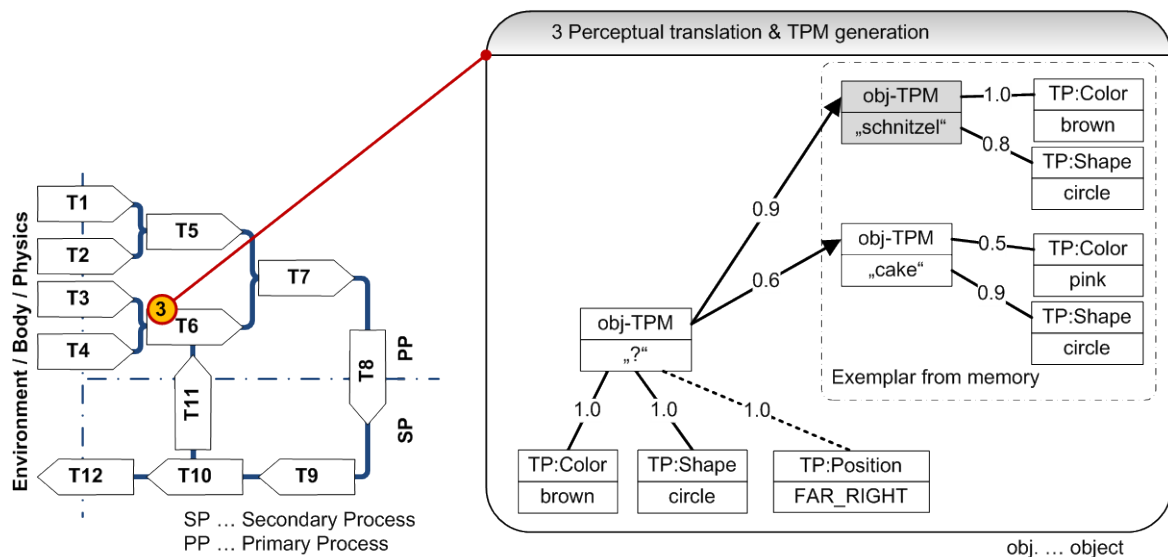 3 Perceptual translation & TPM generation
Environment / Body / Physics
T1
T2
T3
T4
T5
3
T6
T7
T8
PP
SP
T11
T12
T10
T9
SP ... Secondary Process
PP ... Primary Process
obj-TPM
„schnitzel“
1.0
TP:Color
brown
0.8
TP:Shape
circle
0.9
obj-TPM
„cake“
0.5
TP:Color
pink
0.9
TP:Shape
circle
0.6
Exemplar from memory
obj-TPM
„?“
1.0
1.0
1.0
TP:Color
brown
TP:Shape
circle
TP:Position
FAR_RIGHT
obj. ... object